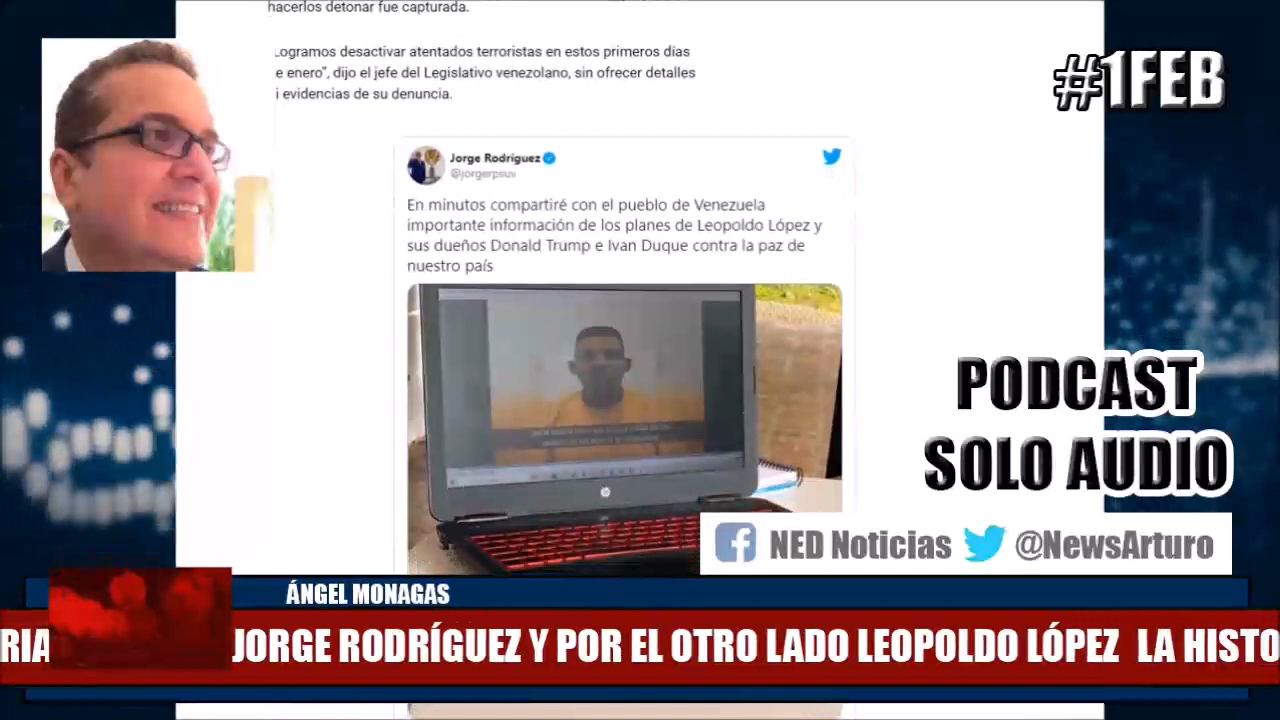 hacerlos detonar fue capturada.
Logramos desactivar atentados terroristas en estos primeros días
e enero", dijo el jefe del Legislativo venezolano, sin ofrecer detalles
i evidencias de su denuncia.
#1FEB
Jorge Rodríguez
@jorgerpsuv
En minutos compartiré con el pueblo de Venezuela
importante información de los planes de Leopoldo López y
sus dueños Donald Trump e Ivan Duque contra la paz de
nuestro país
PODCAST
SOLO AUDIO
NED Noticias @NewsArturo
ÁNGEL MONAGAS
RIA JORGE RODRÍGUEZ Y POR EL OTRO LADO LEOPOLDO LÓPEZ LA HISTO